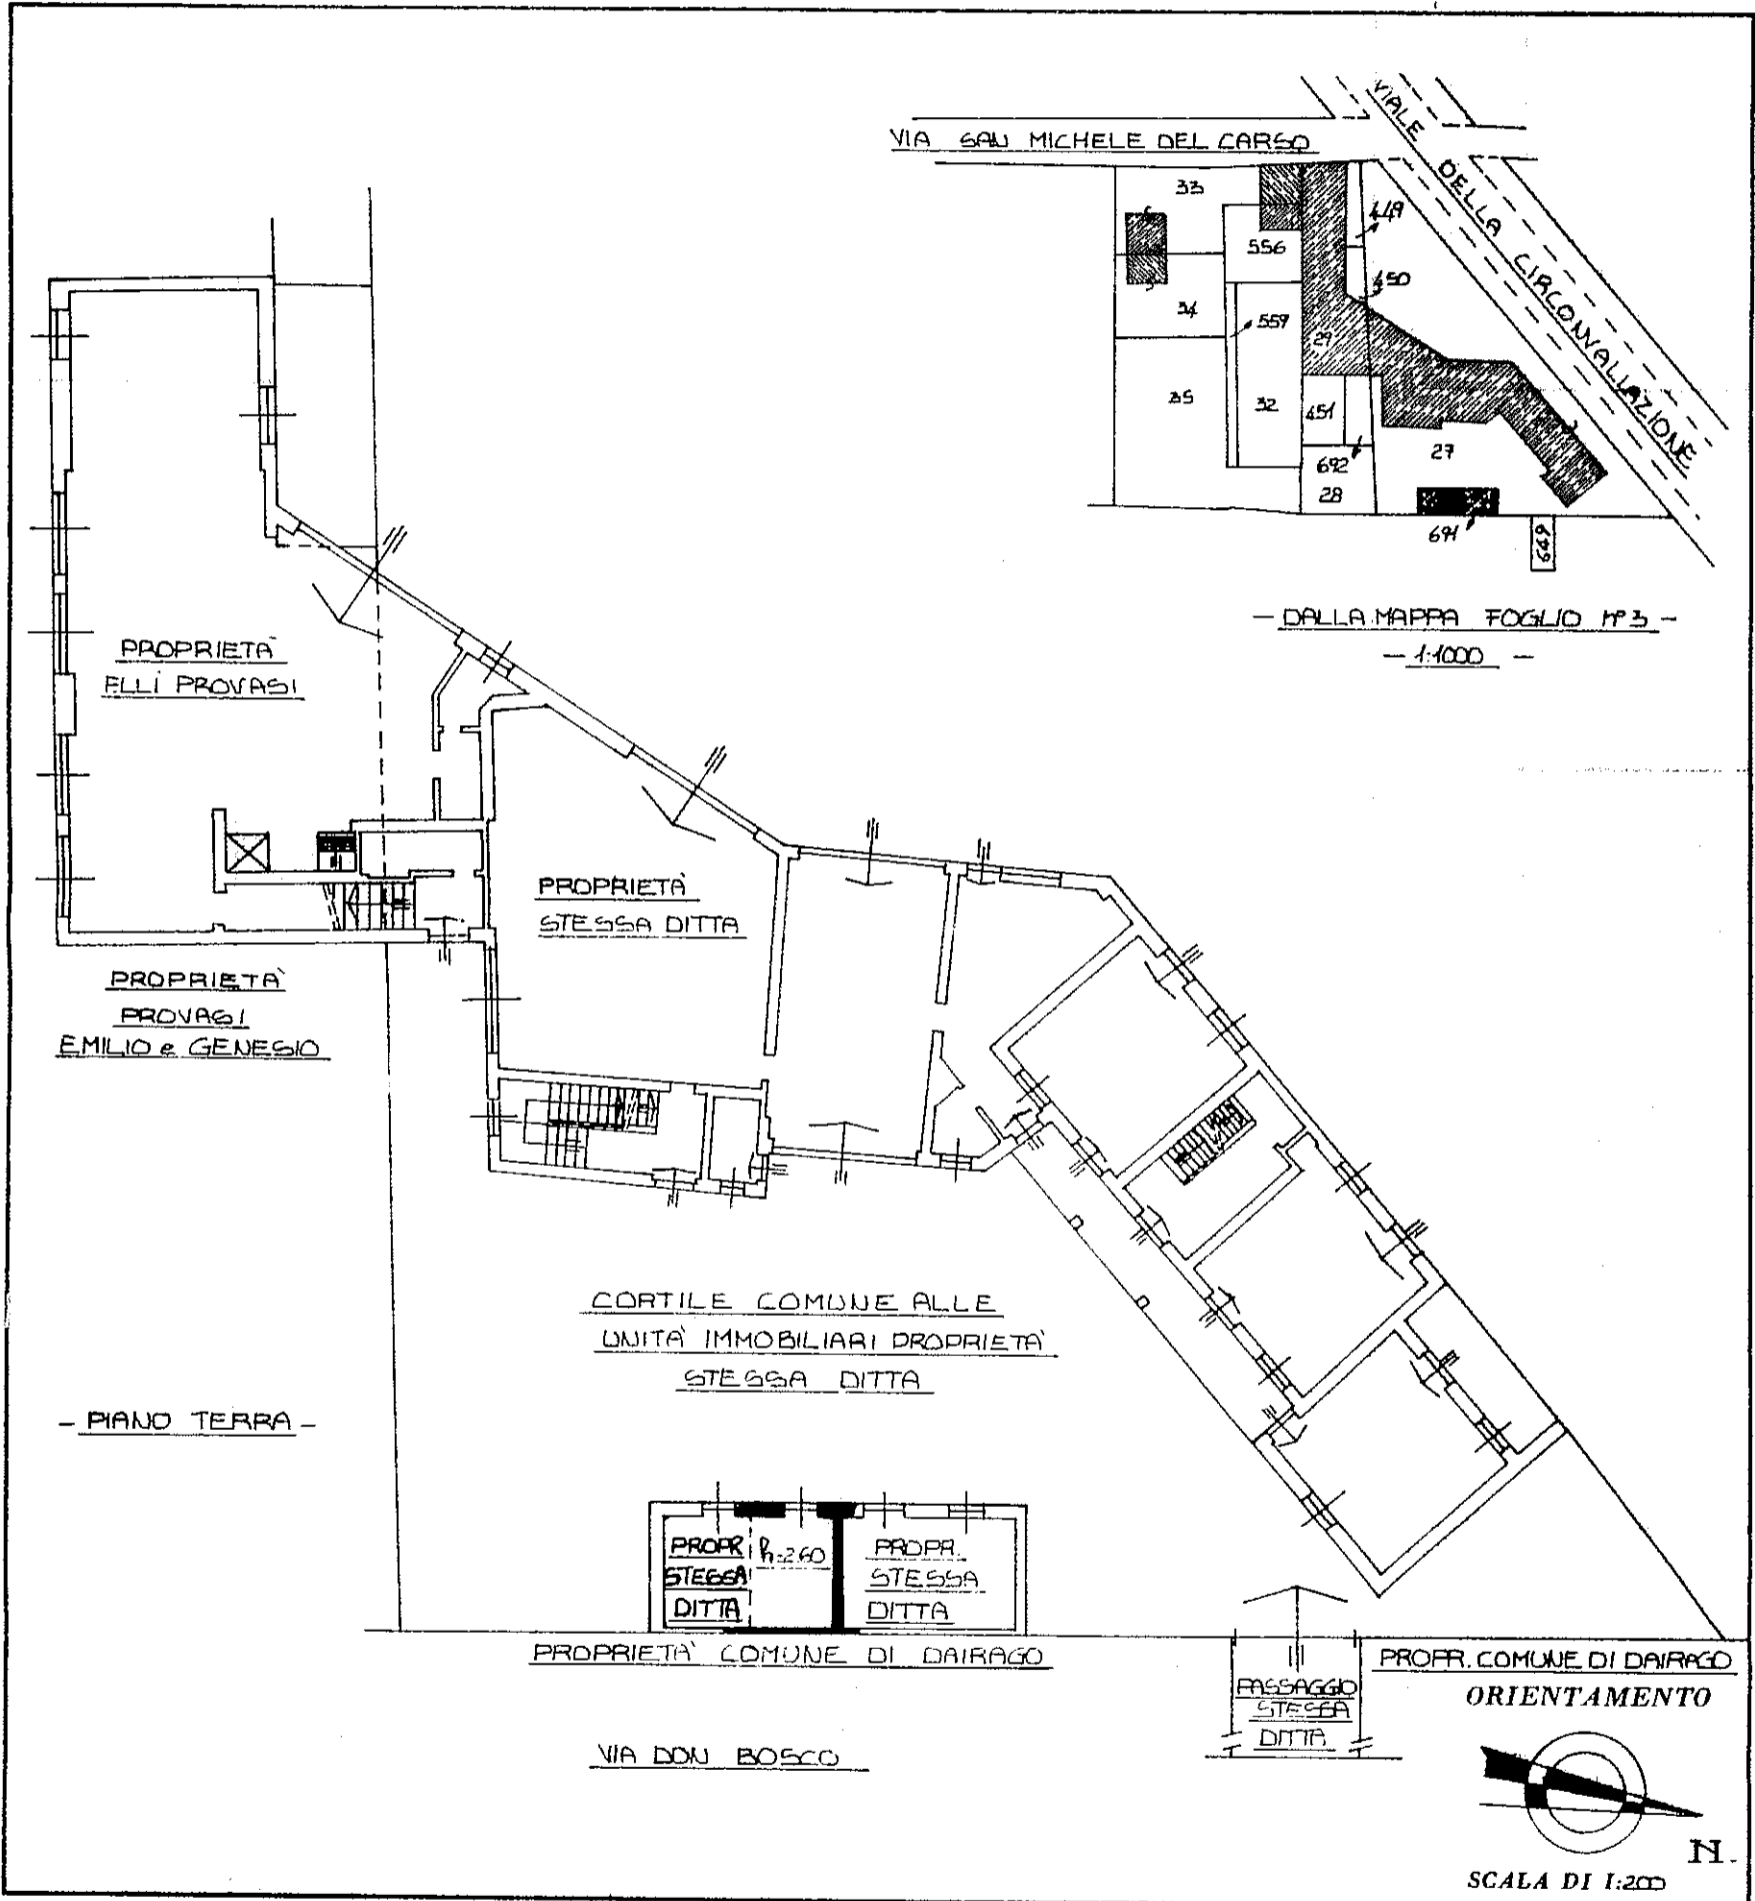 VIA SAN MICHELE DEL CARSO
VIALE DELLA CIRCONVALLAZIONE
33
449
556
450
34
559
29
35
32
451
27
692
28
691
649
- DALLA MAPPA FOGLIO N° 3 -
- 1:1000 -
PROPRIETÀ
F.LLI PROVASI
PROPRIETÀ
STESSA DITTA
PROPRIETÀ
PROVASI
EMILIO e GENESIO
CORTILE COMUNE ALLE
UNITÀ IMMOBILIARI PROPRIETÀ
STESSA DITTA
- PIANO TERRA -
PROPR
STESSA
DITTA
h=2.60
PROPR.
STESSA
DITTA
PROPRIETÀ COMUNE DI DAIRAGO
PASSAGGIO
STESSA
DITTA
PROPR. COMUNE DI DAIRAGO
ORIENTAMENTO
VIA DON BOSCO
N.
SCALA DI 1:200